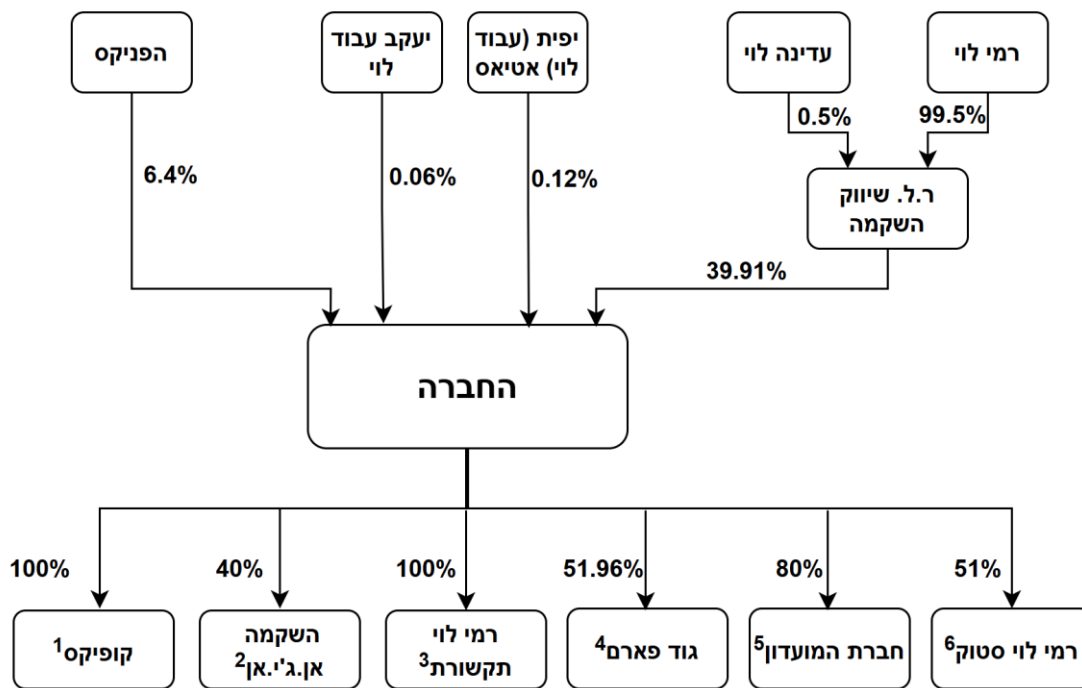 רמי לוי
עדינה לוי
יפית (עבוד
לוי) אטיאס
יעקב עבוד
לוי
הפניקס
99.5%
0.5%
ר.ל. שיווק
השקמה
0.12%
0.06%
6.4%
39.91%
החברה
51%
80%
51.96%
100%
40%
100%
רמי לוי סטוק6
חברת המועדון5
גוד פארם4
רמי לוי
תקשורת3
השקמה
אן.ג'י.אן2
קופיקס1